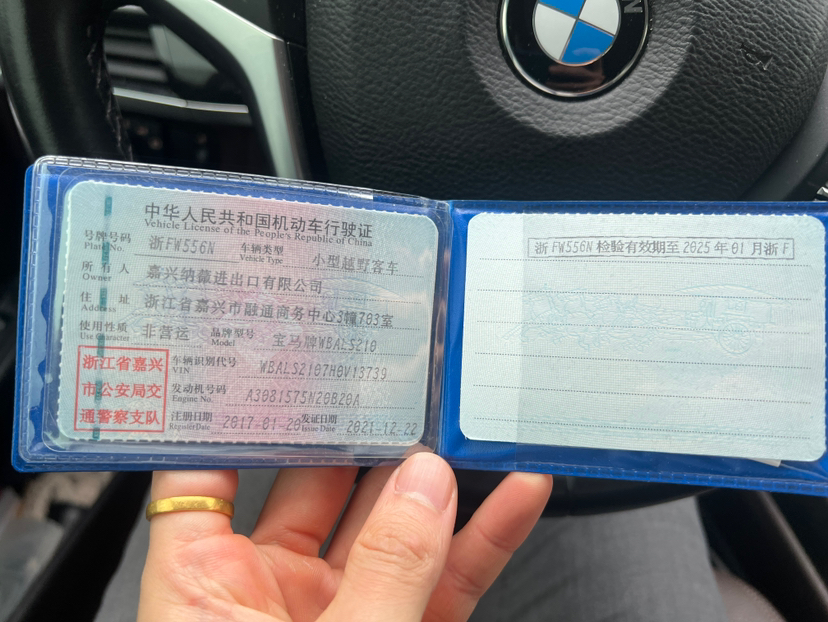 中华人民共和国机动车行驶证
Vehicle License of the People's Republic of China
号牌号码 浙FW556N 车辆类型 小型越野客车
Plate No. Vehicle Type
所有人 嘉兴纳薇进出口有限公司
Owner
住址 浙江省嘉兴市融通商务中心3幢703室
Address
使用性质 非营运 品牌型号 宝马牌WBALS210
Use Character Model
浙江省嘉兴
市公安局交
通警察支队
车辆识别代号 WBALS2107H0V13739
VIN
发动机号码 A3081575N20B20A
Engine No.
注册日期 2017-01-20 发证日期 2021-12-22
Register Date Issue Date
浙FW556N 检验有效期至2025年01月浙F